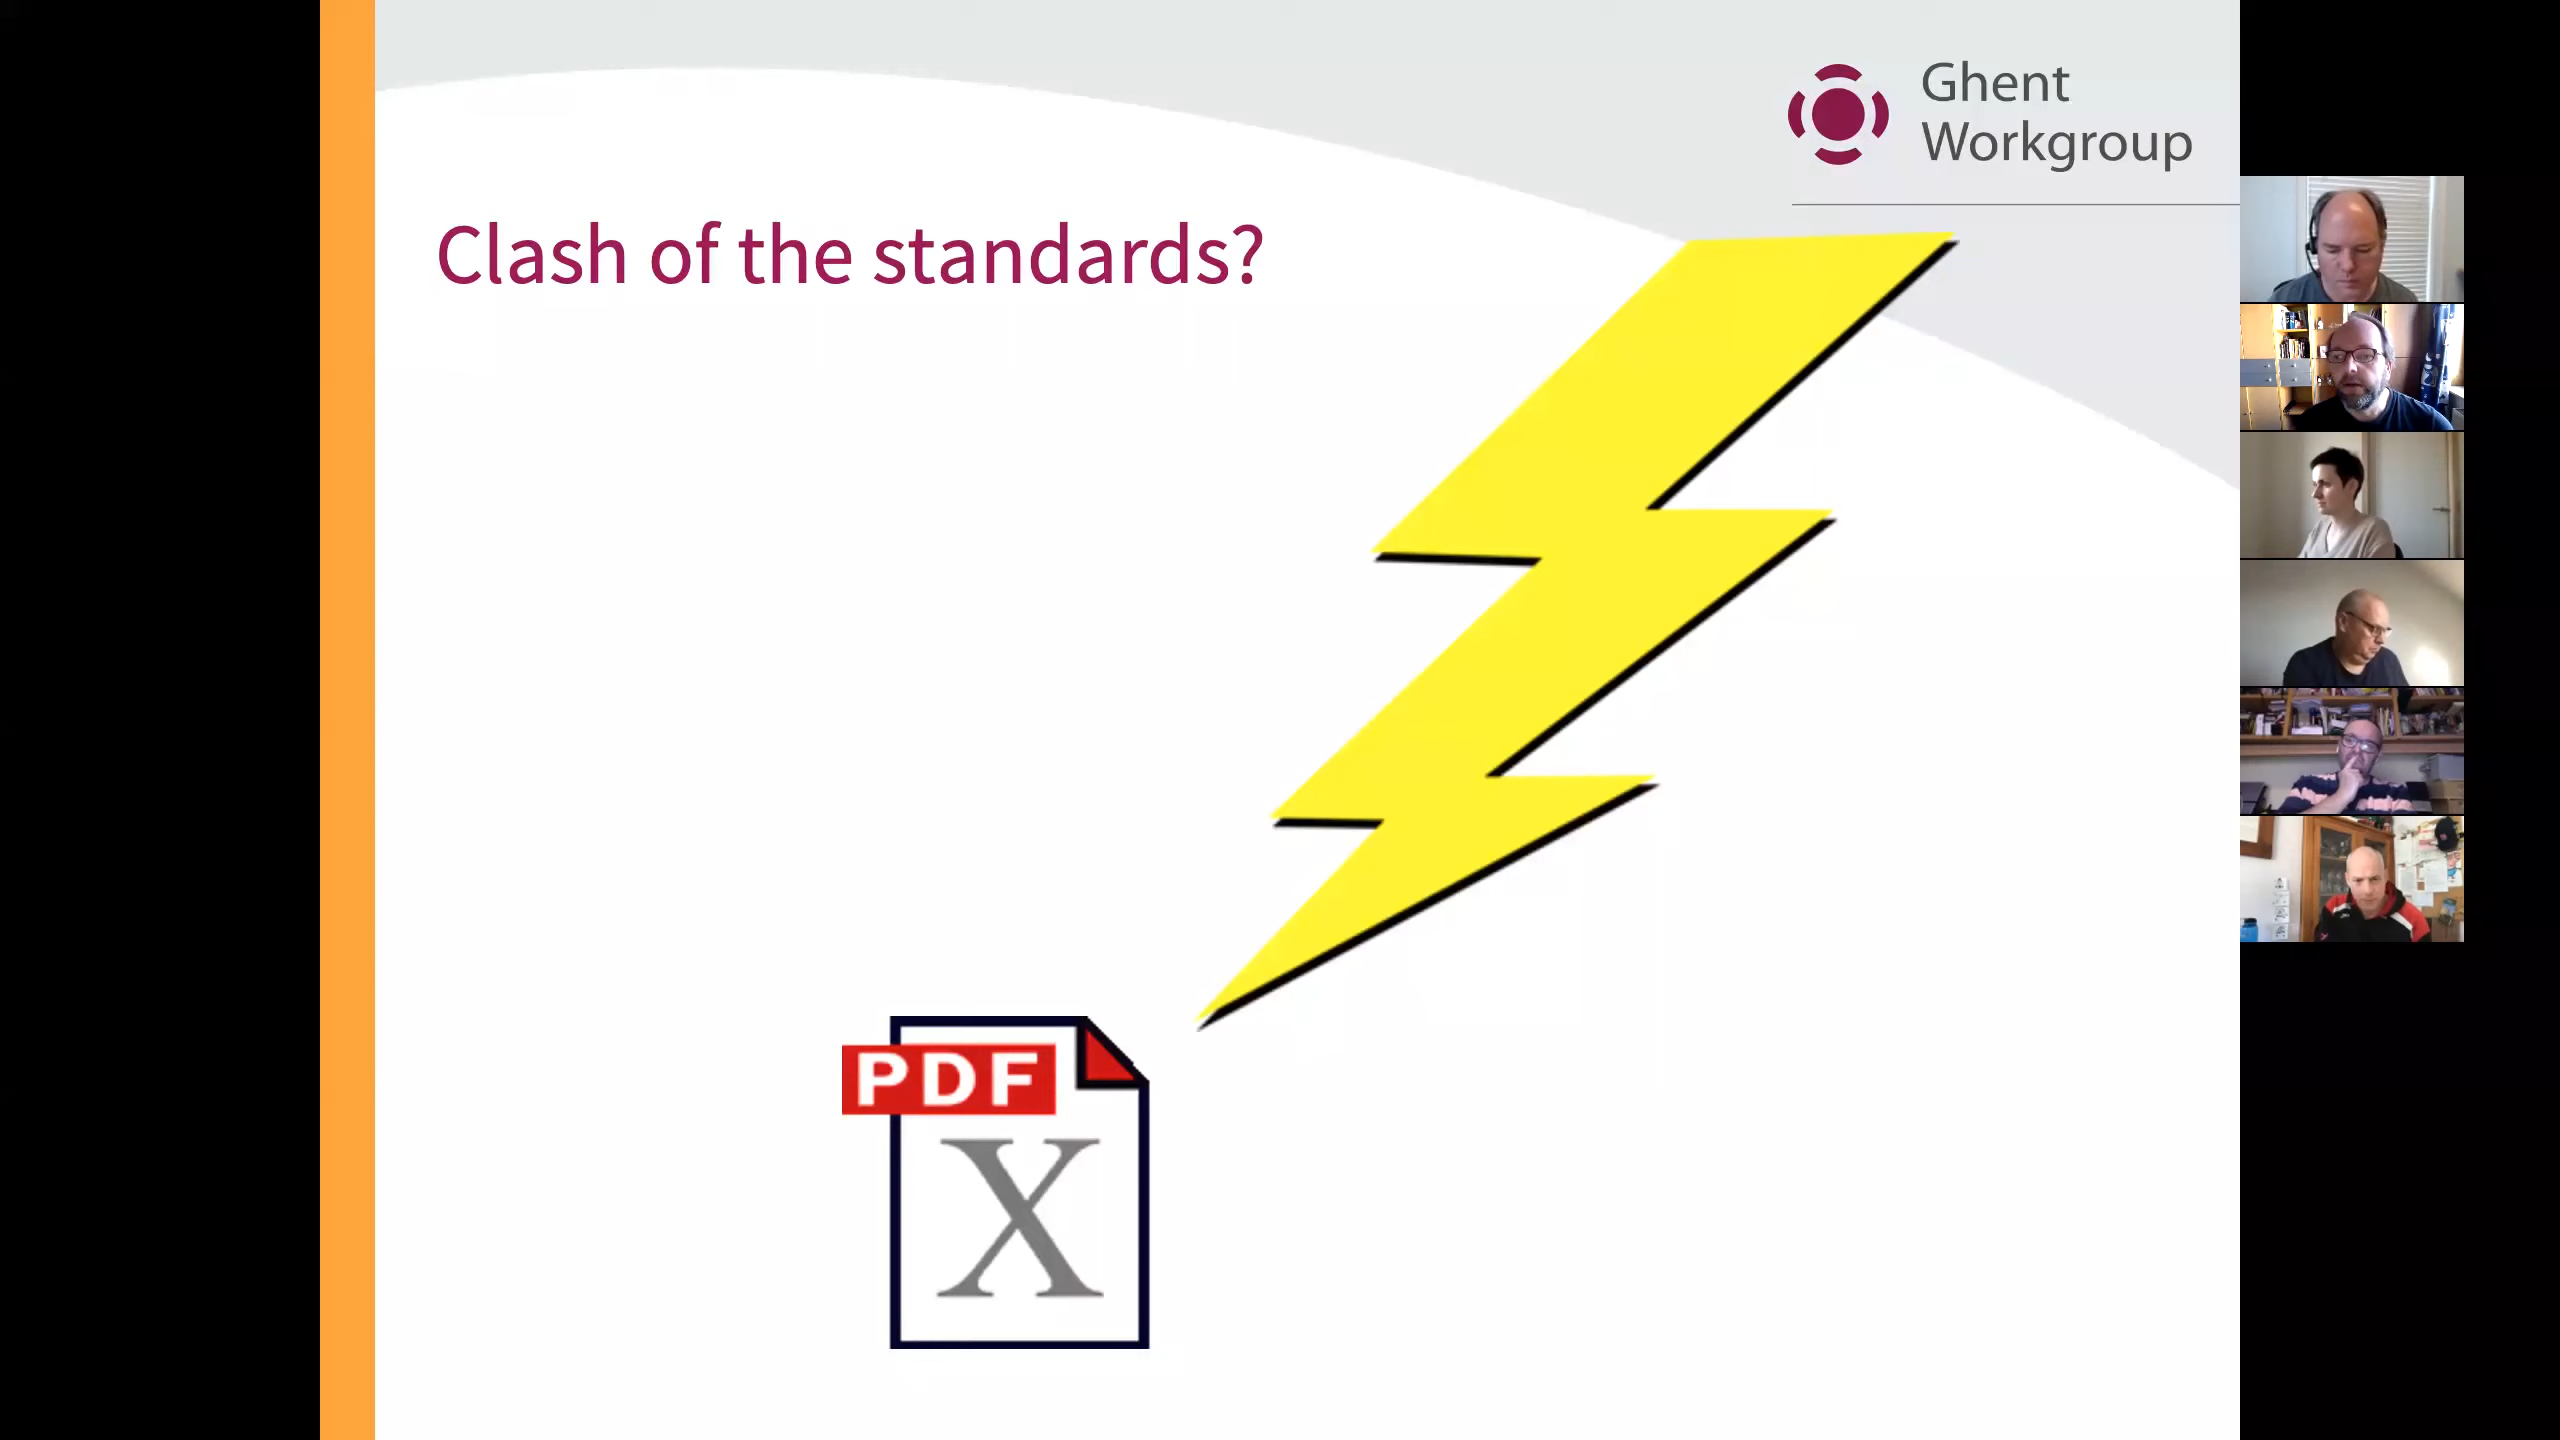 Ghent
Workgroup
Clash of the standards?
PDF
X